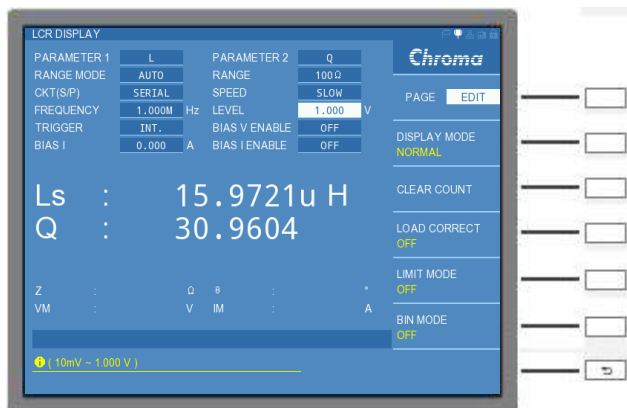 LCR DISPLAY
Chroma
PARAMETER 1 L PARAMETER 2 Q
RANGE MODE AUTO RANGE 100Ω
CKT(S/P) SERIAL SPEED SLOW
FREQUENCY 1.000M Hz LEVEL 1.000 V
TRIGGER INT. BIAS V ENABLE OFF
BIAS I 0.000 A BIAS I ENABLE OFF
Ls : 15.9721u H
Q : 30.9604
Z : Ω θ : °
VM : V IM : A
( 10mV ~ 1.000 V )
PAGE EDIT
DISPLAY MODE
NORMAL
CLEAR COUNT
LOAD CORRECT
OFF
LIMIT MODE
OFF
BIN MODE
OFF